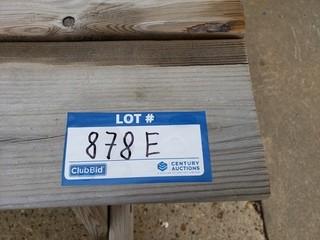 LOT #
878 E
ClubBid
CENTURY
AUCTIONS